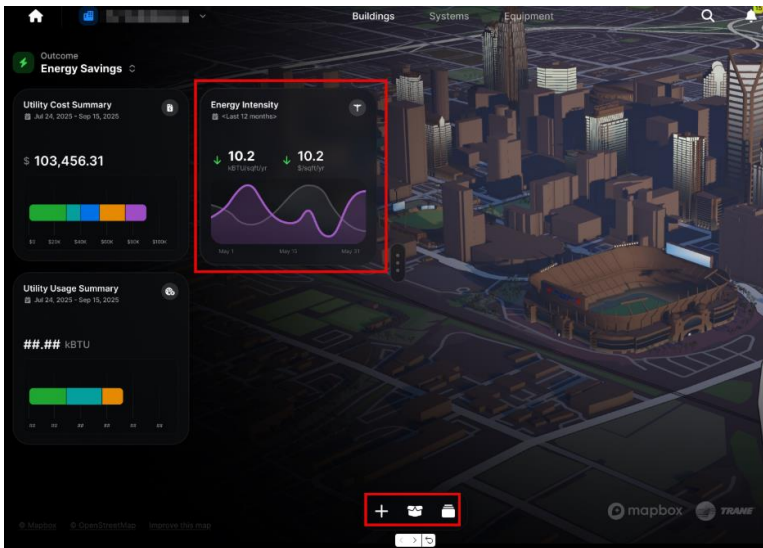 Buildings Systems Equipment
15
Outcome
Energy Savings
Utility Cost Summary
Jul 24, 2025 - Sep 15, 2025
$ 103,456.31
$0 $20K $40K $60K $80K $100K
Energy Intensity
<Last 12 months>
10.2 10.2
kBTU/sqft/yr $/sqft/yr
May 1 May 15 May 31
Utility Usage Summary
Jul 24, 2025 - Sep 15, 2025
##.## kBTU
## ## ## ## ##
© Mapbox © OpenStreetMap Improve this map
mapbox TRANE